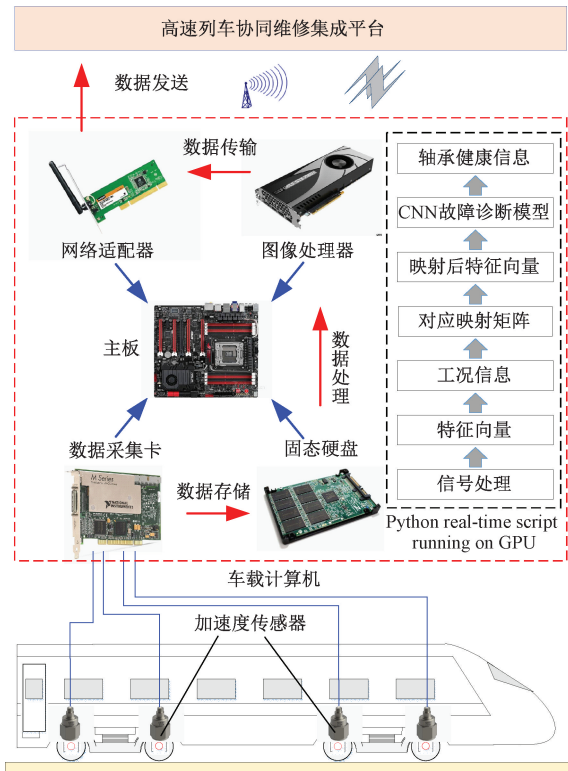 高速列车协同维修集成平台
数据发送
数据传输
网络适配器
图像处理器
主板
数据处理
数据采集卡
固态硬盘
M Series
NATIONAL
INSTRUMENTS
数据存储
轴承健康信息
CNN故障诊断模型
映射后特征向量
对应映射矩阵
工况信息
特征向量
信号处理
Python real-time script
running on GPU
车载计算机
加速度传感器